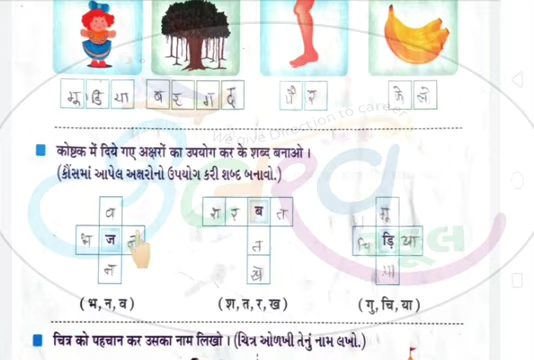 गु ड़ि या ब र ग द पै र के ले
कोष्टक में दिये गए अक्षरों का उपयोग कर के शब्द बनाओ ।
(કૌંસમાં આપેલ અક્ષરોનો ઉપયોગ કરી શબ્દ બનાવો.)
व श र ब त गु
भ ज न त चि ड़ि या
न ख या
( भ, न, व ) ( श, त, र, ख ) ( गु, चि, या )
चित्र को पहचान कर उसका नाम लिखो । (ચિત્ર ઓળખી તેનું નામ લખો.)